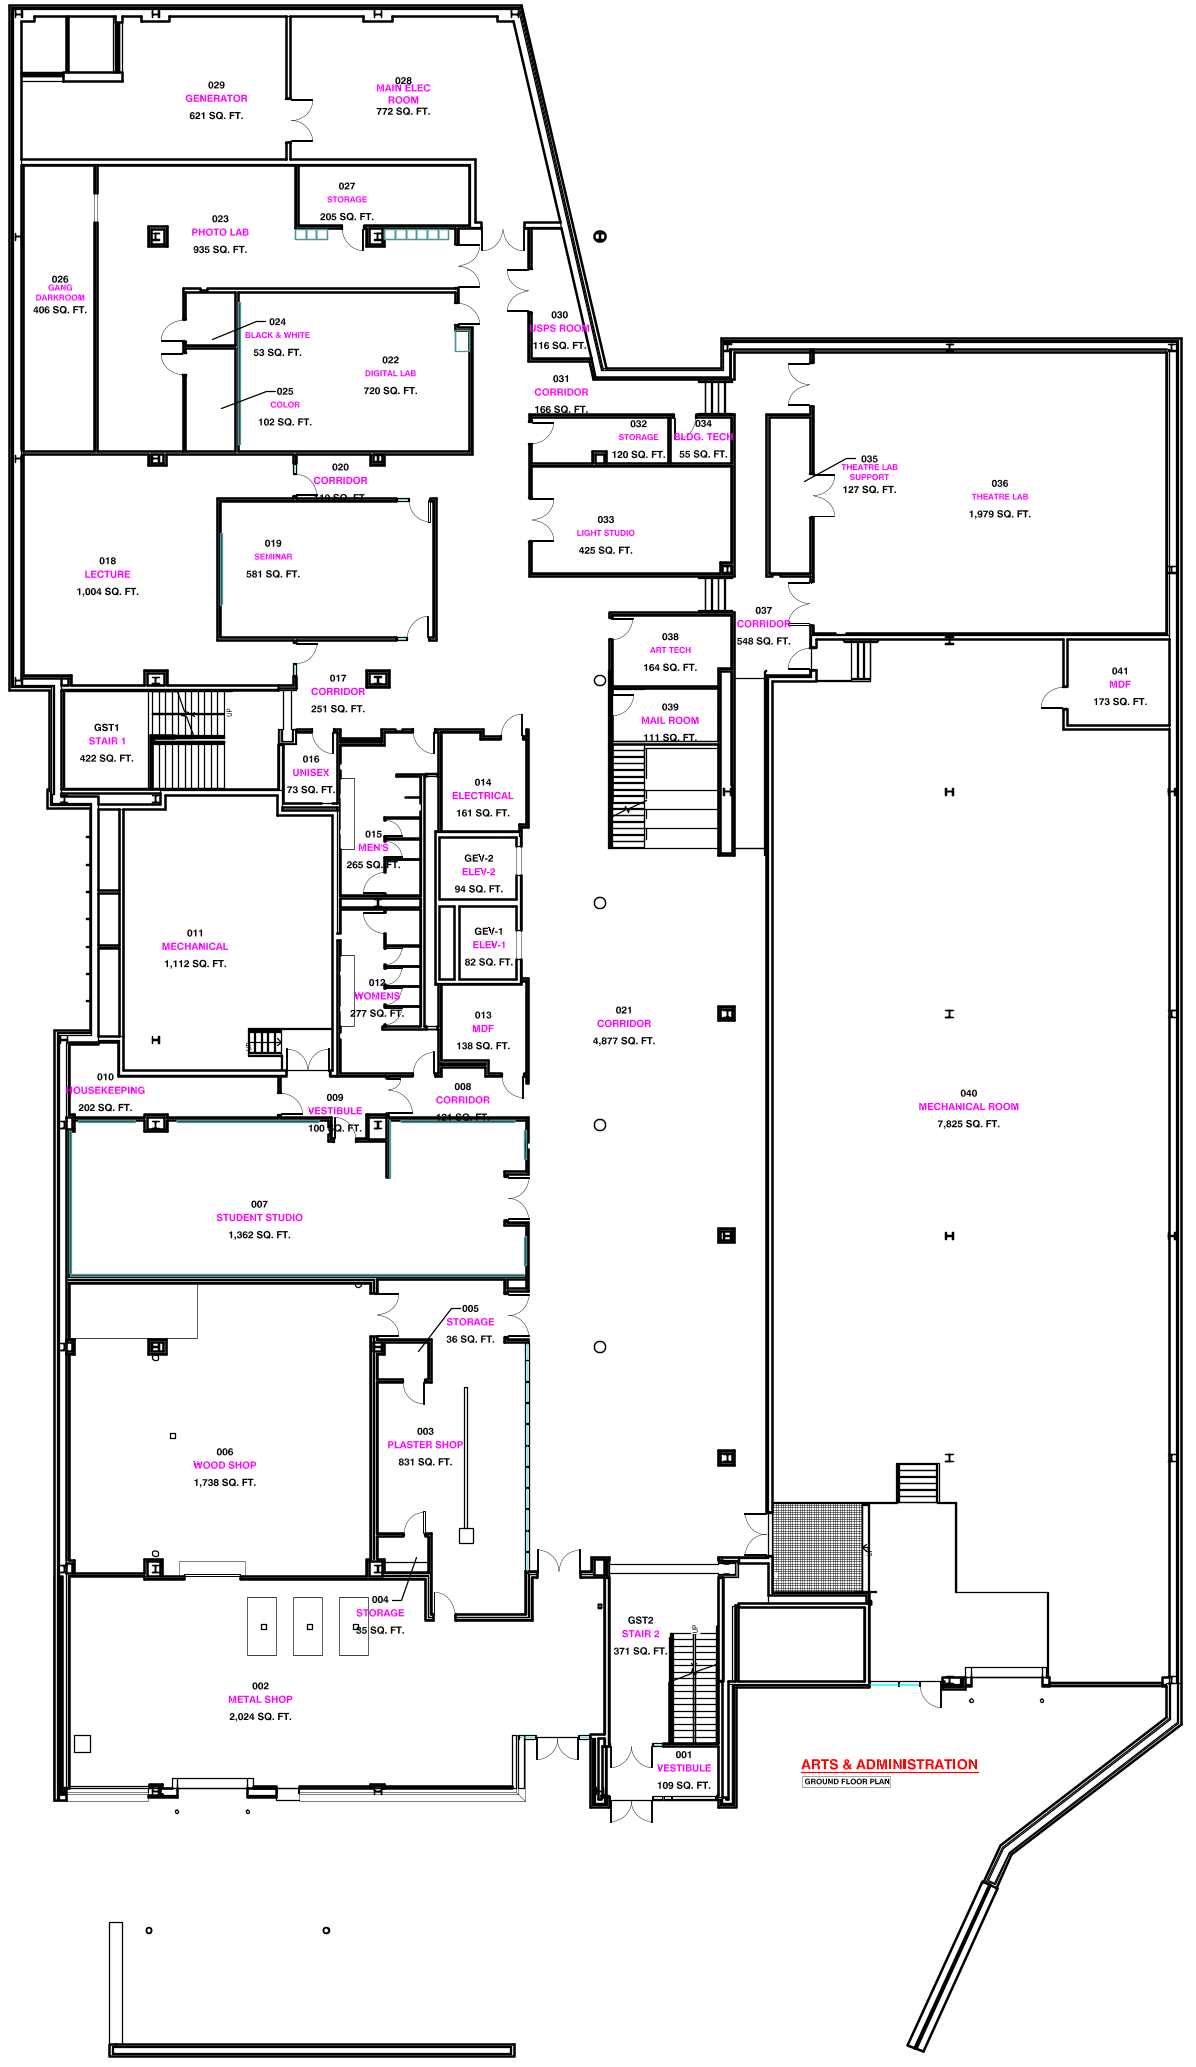 029
GENERATOR
621 SQ. FT.
028
MAIN ELEC
ROOM
772 SQ. FT.
027
STORAGE
205 SQ. FT.
023
PHOTO LAB
935 SQ. FT.
026
GANG
DARKROOM
406 SQ. FT.
024
BLACK & WHITE
53 SQ. FT.
022
DIGITAL LAB
720 SQ. FT.
025
COLOR
102 SQ. FT.
030
USPS ROOM
116 SQ. FT.
031
CORRIDOR
166 SQ. FT.
032
STORAGE
120 SQ. FT.
034
BLDG. TECH
55 SQ. FT.
035
THEATRE LAB
SUPPORT
127 SQ. FT.
036
THEATRE LAB
1,979 SQ. FT.
020
CORRIDOR
SQ. FT.
033
LIGHT STUDIO
425 SQ. FT.
019
SEMINAR
581 SQ. FT.
018
LECTURE
1,004 SQ. FT.
037
CORRIDOR
548 SQ. FT.
038
ART TECH
164 SQ. FT.
041
MDF
173 SQ. FT.
017
CORRIDOR
251 SQ. FT.
039
MAIL ROOM
111 SQ. FT.
GST1
STAIR 1
422 SQ. FT.
UP
016
UNISEX
73 SQ. FT.
014
ELECTRICAL
161 SQ. FT.
015
MEN'S
265 SQ. FT.
GEV-2
ELEV-2
94 SQ. FT.
GEV-1
ELEV-1
82 SQ. FT.
011
MECHANICAL
1,112 SQ. FT.
012
WOMENS
277 SQ. FT.
013
MDF
138 SQ. FT.
021
CORRIDOR
4,877 SQ. FT.
UP
010
HOUSEKEEPING
202 SQ. FT.
009
VESTIBULE
100 SQ. FT.
008
CORRIDOR
121 SQ. FT.
040
MECHANICAL ROOM
7,825 SQ. FT.
007
STUDENT STUDIO
1,362 SQ. FT.
005
STORAGE
36 SQ. FT.
003
PLASTER SHOP
831 SQ. FT.
006
WOOD SHOP
1,738 SQ. FT.
004
STORAGE
35 SQ. FT.
GST2
STAIR 2
371 SQ. FT.
UP
002
METAL SHOP
2,024 SQ. FT.
001
VESTIBULE
109 SQ. FT.
ARTS & ADMINISTRATION
GROUND FLOOR PLAN